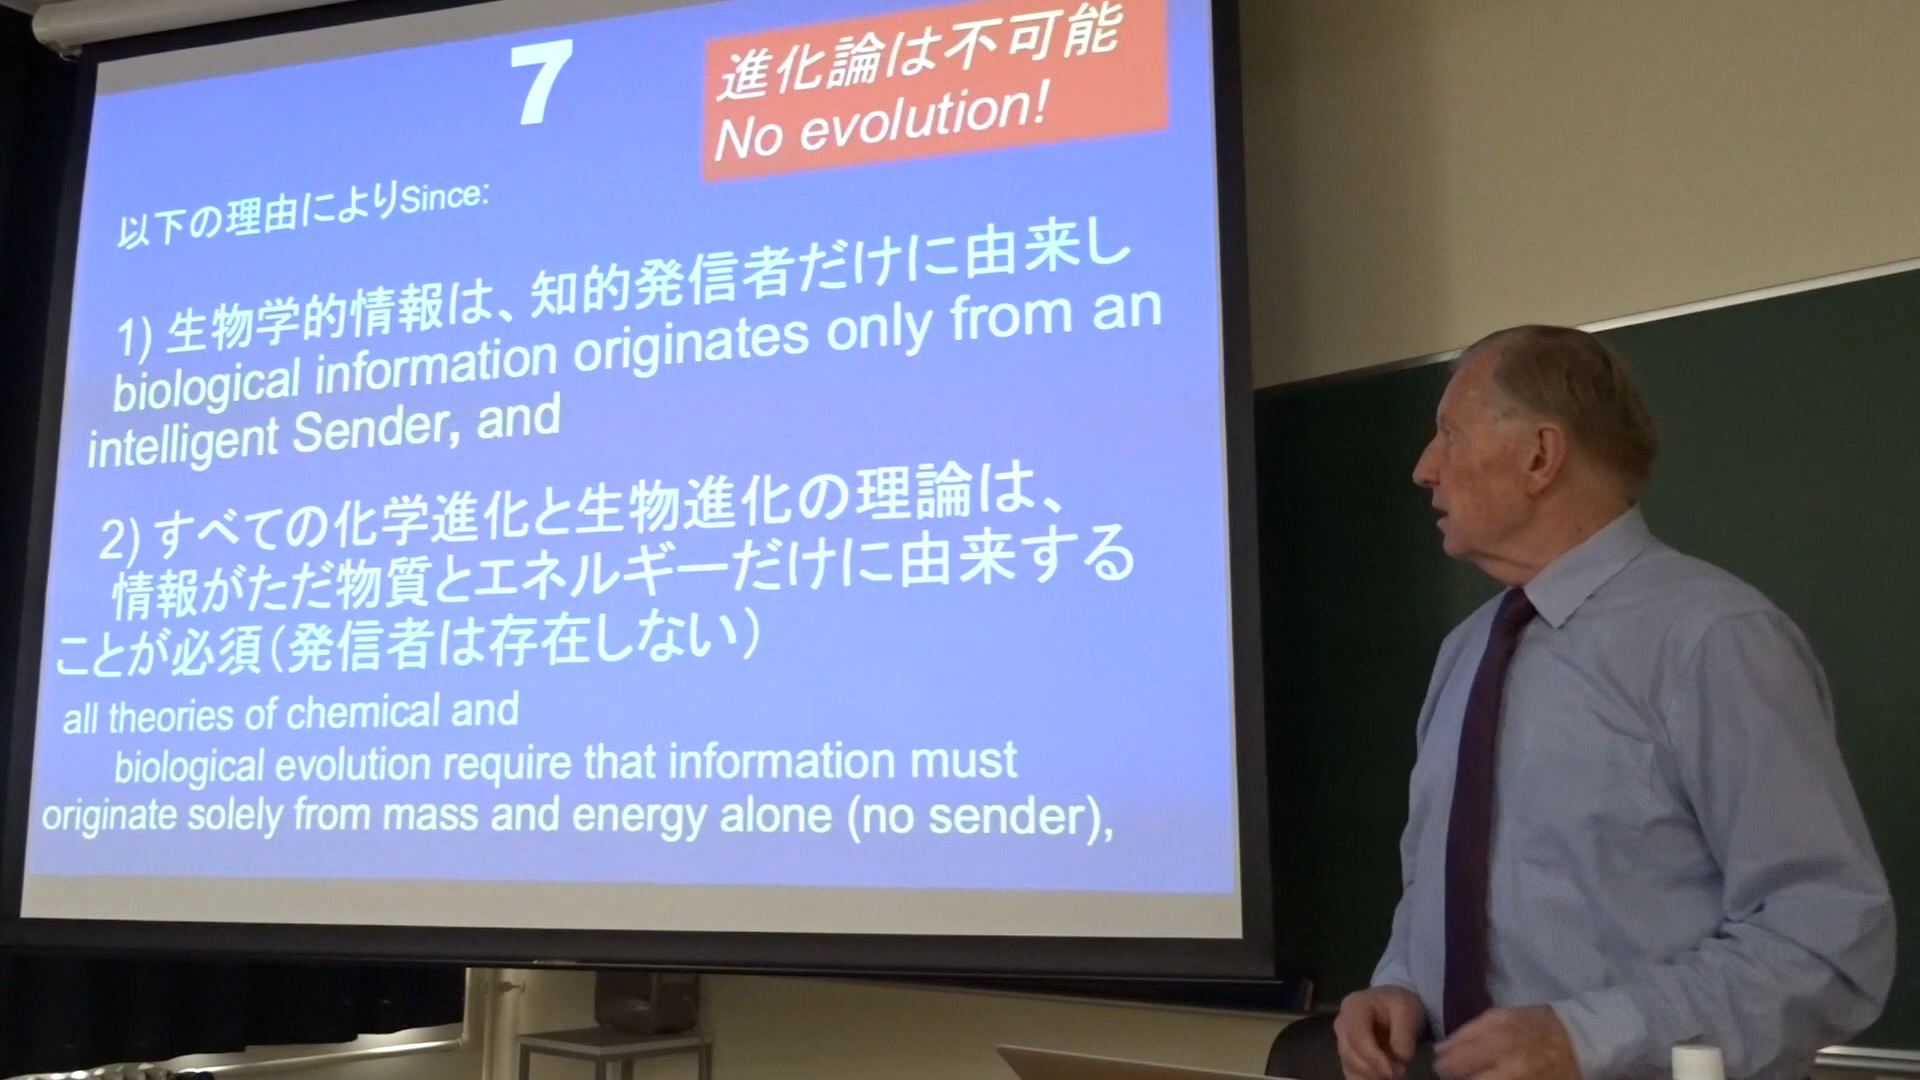 7
進化論は不可能
No evolution!
以下の理由によりSince:
1) 生物学的情報は、知的発信者だけに由来し
biological information originates only from an
intelligent Sender, and
2) すべての化学進化と生物進化の理論は、
情報がただ物質とエネルギーだけに由来する
ことが必須（発信者は存在しない）
all theories of chemical and
biological evolution require that information must
originate solely from mass and energy alone (no sender),